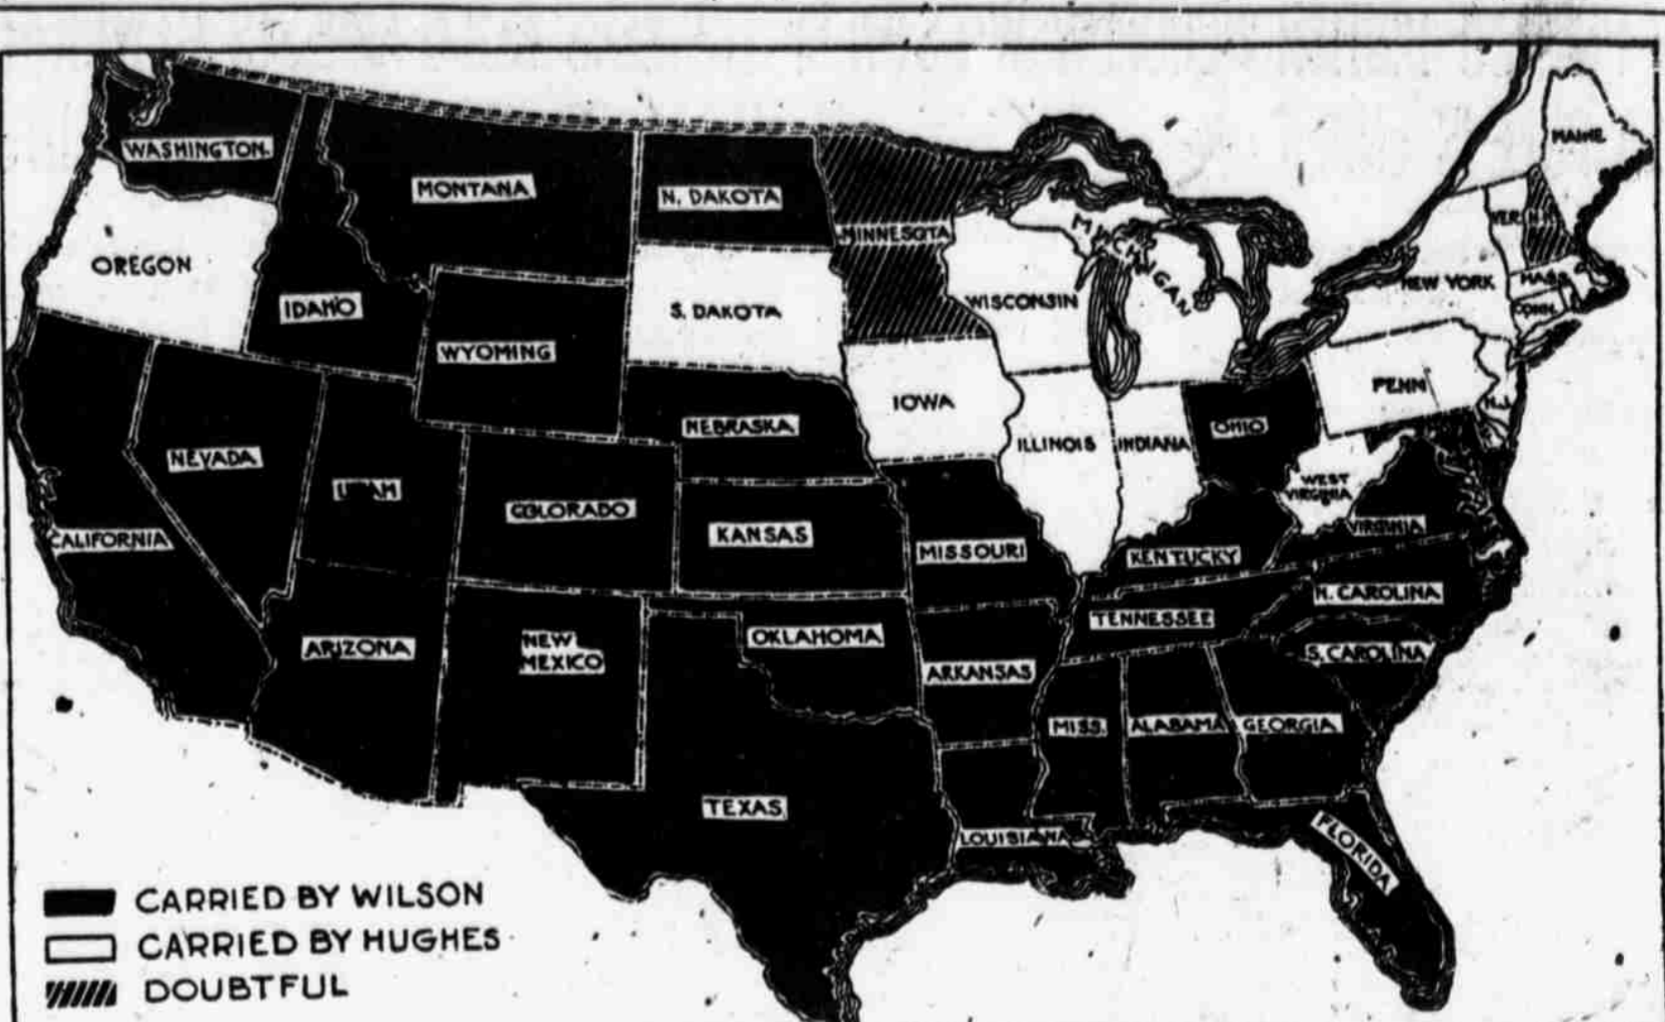 WASHINGTON.
MONTANA
N. DAKOTA
MINNESOTA
MICHIGAN
MAINE
VER.
N.H.
OREGON
IDAHO
WYOMING
S. DAKOTA
WISCONSIN
NEW YORK
MASS.
CONN.
NEVADA
UTAH
NEBRASKA
IOWA
ILLINOIS
INDIANA
OHIO
PENN
N.J.
WEST
VIRGINIA
VIRGINIA
CALIFORNIA
COLORADO
KANSAS
MISSOURI
KENTUCKY
ARIZONA
NEW
MEXICO
OKLAHOMA
ARKANSAS
TENNESSEE
N. CAROLINA
S. CAROLINA
TEXAS
LOUISIANA
MISS.
ALABAMA
GEORGIA
FLORIDA
CARRIED BY WILSON
CARRIED BY HUGHES
DOUBTFUL